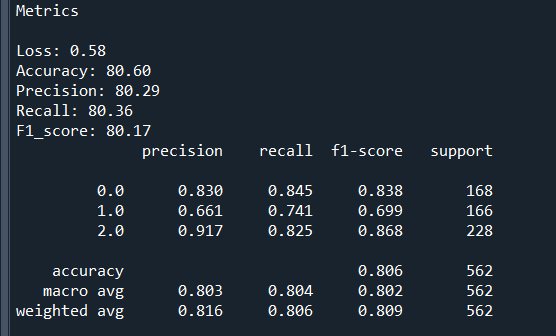 Metrics
Loss: 0.58
Accuracy: 80.60
Precision: 80.29
Recall: 80.36
F1_score: 80.17
precision recall f1-score support
0.0 0.830 0.845 0.838 168
1.0 0.661 0.741 0.699 166
2.0 0.917 0.825 0.868 228
accuracy 0.806 562
macro avg 0.803 0.804 0.802 562
weighted avg 0.816 0.806 0.809 562